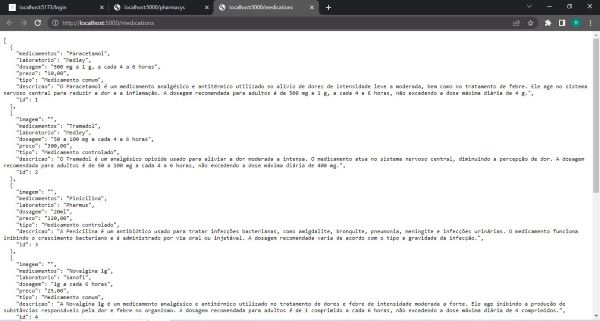 localhost:5173/login
localhost:5000/pharmacys
localhost:5000/medications
http://localhost:5000/medications
[
{
"medicamentos": "Paracetamol",
"laboratorio": "Medley",
"dosagem": "500 mg a 1 g, a cada 4 a 6 horas",
"preco": "10,00",
"tipo": "Medicamento comum",
"descricao": "O Paracetamol é um medicamento analgésico e antitérmico utilizado no alívio de dores de intensidade leve a moderada, bem como no tratamento de febre. Ele age no sistema
nervoso central para reduzir a dor e a inflamação. A dosagem recomendada para adultos é de 500 mg a 1 g, a cada 4 a 6 horas, não excedendo a dose máxima diária de 4 g.",
"id": 1
},
{
"imagem": "",
"medicamentos": "Tramadol",
"laboratorio": "Medley",
"dosagem": "50 a 100 mg a cada 4 a 6 horas",
"preco": "300,00",
"tipo": "Medicamento controlado",
"descricao": "O Tramadol é um analgésico opioide usado para aliviar a dor moderada a intensa. O medicamento atua no sistema nervoso central, diminuindo a percepção de dor. A dosagem
recomendada para adultos é de 50 a 100 mg a cada 4 a 6 horas, não excedendo a dose máxima diária de 400 mg.",
"id": 2
},
{
"imagem": "",
"medicamentos": "Pinicilina",
"laboratorio": "Pharmus",
"dosagem": "20ml",
"preco": "120,00",
"tipo": "Medicamento controlado",
"descricao": "A Penicilina é um antibiótico usado para tratar infecções bacterianas, como amigdalite, bronquite, pneumonia, meningite e infecções urinárias. O medicamento funciona
inibindo o crescimento bacteriano e é administrado por via oral ou injetável. A dosagem recomendada varia de acordo com o tipo e gravidade da infecção.",
"id": 3
},
{
"imagem": "",
"medicamentos": "Novalgina 1g",
"laboratorio": "Sanofi",
"dosagem": "1g a cada 6 horas",
"preco": "25,00",
"tipo": "Medicamento comum",
"descricao": "A Novalgina 1g é um medicamento analgésico e antitérmico utilizado no tratamento de dores e febre de intensidade moderada a forte. Ele age inibindo a produção de
substâncias responsáveis pela dor e febre no organismo. A dosagem recomendada para adultos é de 1 comprimido a cada 6 horas, não excedendo a dose máxima diária de 4 comprimidos.",
"id": 4